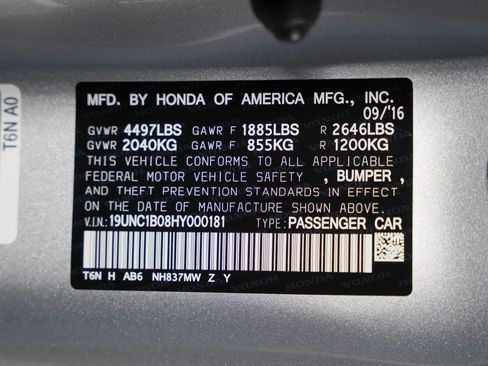 T6N A0
MFD. BY HONDA OF AMERICA MFG., INC.
09/'16
GVWR 4497LBS GAWR F 1885LBS R 2646LBS
GVWR 2040KG GAWR F 855KG R 1200KG
THIS VEHICLE CONFORMS TO ALL APPLICABLE
FEDERAL MOTOR VEHICLE SAFETY , BUMPER ,
AND THEFT PREVENTION STANDARDS IN EFFECT
ON THE DATE OF MANUFACTURE SHOWN ABOVE.
V.I.N: 19UNC1B08HY000181 TYPE: PASSENGER CAR
T6N H AB6 NH837MW Z Y